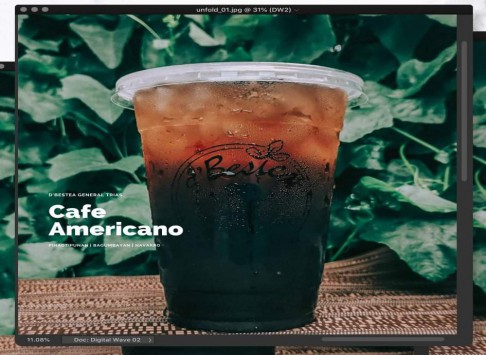 unfold_01.jpg @ 31% (DW2)
D'BESTEA GENERAL TRIAS
Cafe
Americano
PINAGTIPUNAN | BAGUMBAYAN | NAVARRO
11.08%
Doc: Digital Wave 02